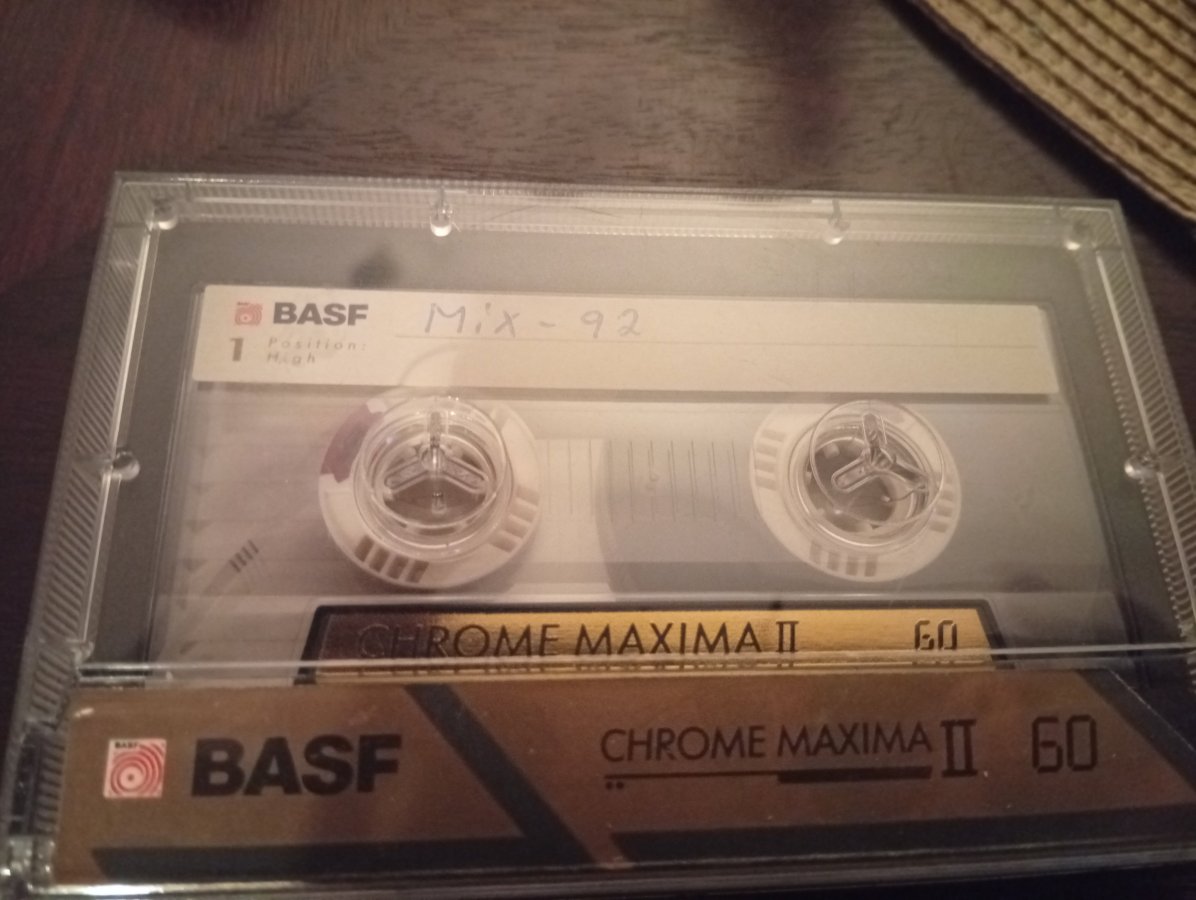 BASF Mix - 92
1 Position:
High
CHROME MAXIMA II 60
BASF CHROME MAXIMA II 60